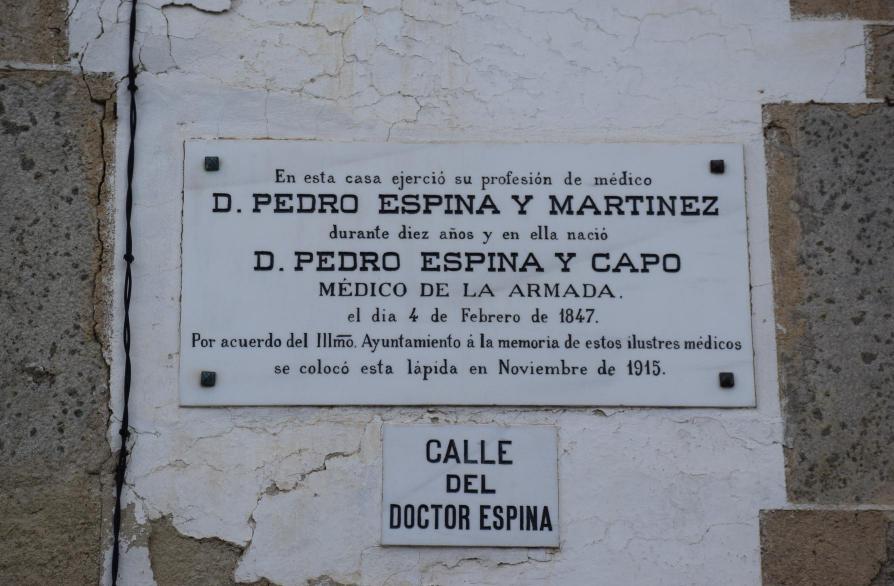 En esta casa ejerció su profesión de médico
D. PEDRO ESPINA Y MARTINEZ
durante diez años y en ella nació
D. PEDRO ESPINA Y CAPO
MÉDICO DE LA ARMADA.
el dia 4 de Febrero de 1847.
Por acuerdo del Illmo. Ayuntamiento á la memoria de estos ilustres médicos
se colocó esta lápida en Noviembre de 1915.
CALLE
DEL
DOCTOR ESPINA